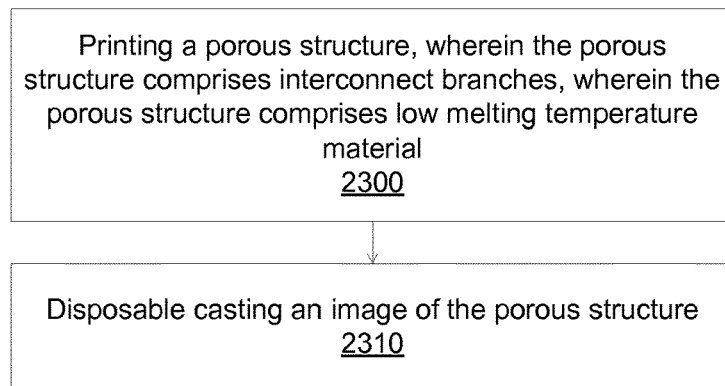 Printing a porous structure, wherein the porous
structure comprises interconnect branches, wherein the
porous structure comprises low melting temperature
material
2300
Disposable casting an image of the porous structure
2310